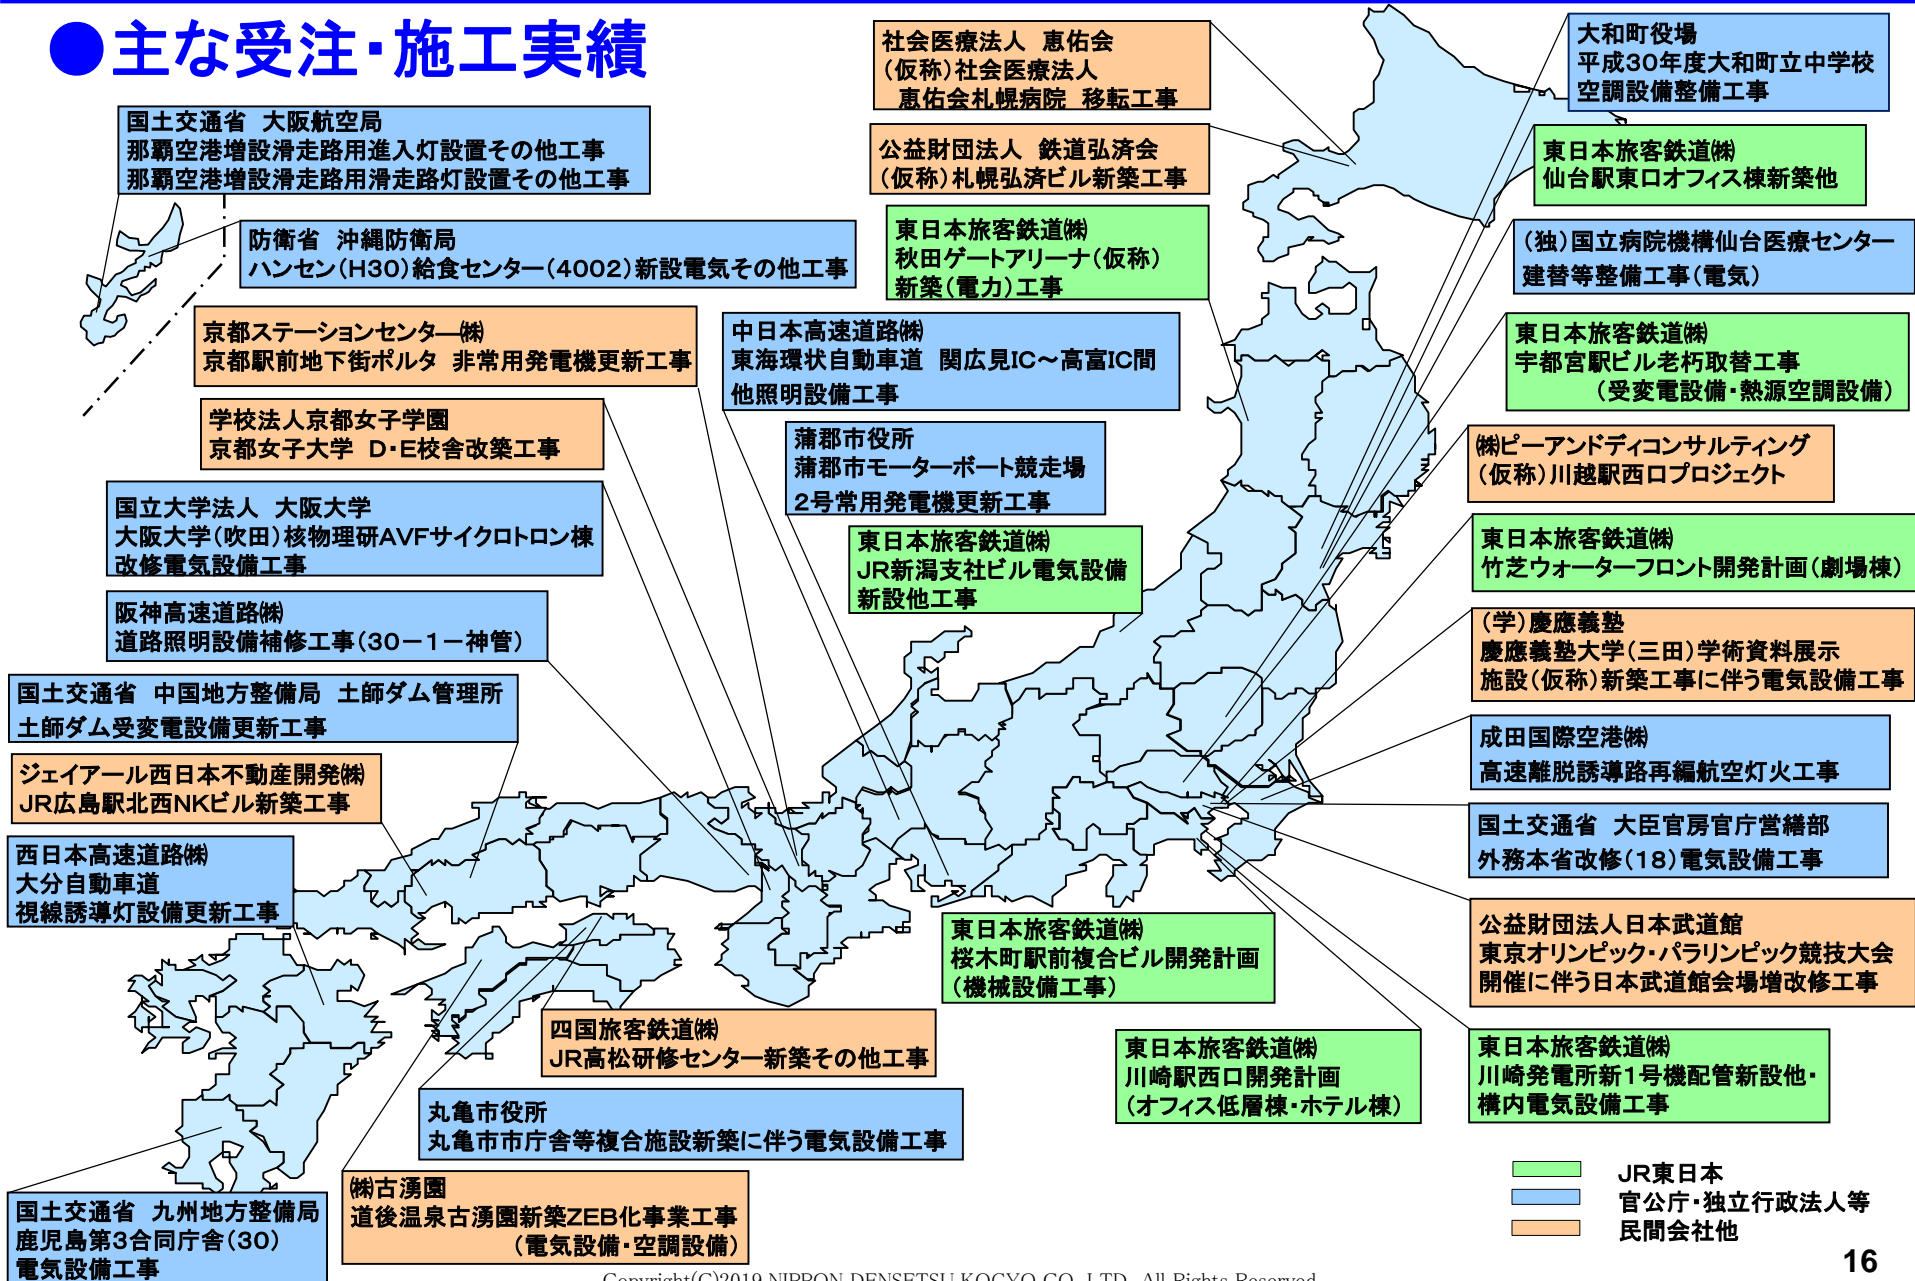 ●主な受注・施工実績
国土交通省 大阪航空局
那覇空港増設滑走路用進入灯設置その他工事
那覇空港増設滑走路用滑走路灯設置その他工事
防衛省 沖縄防衛局
ハンセン(H30)給食センター(4002)新設電気その他工事
京都ステーションセンター㈱
京都駅前地下街ポルタ 非常用発電機更新工事
学校法人京都女子学園
京都女子大学 D・E校舎改築工事
国立大学法人 大阪大学
大阪大学(吹田)核物理研AVFサイクロトロン棟
改修電気設備工事
阪神高速道路㈱
道路照明設備補修工事(30－1－神管)
国土交通省 中国地方整備局 土師ダム管理所
土師ダム受変電設備更新工事
ジェイアール西日本不動産開発㈱
JR広島駅北西NKビル新築工事
西日本高速道路㈱
大分自動車道
視線誘導灯設備更新工事
国土交通省 九州地方整備局
鹿児島第3合同庁舎(30)
電気設備工事
社会医療法人 恵佑会
(仮称)社会医療法人
恵佑会札幌病院 移転工事
公益財団法人 鉄道弘済会
(仮称)札幌弘済ビル新築工事
東日本旅客鉄道㈱
秋田ゲートアリーナ(仮称)
新築(電力)工事
中日本高速道路㈱
東海環状自動車道 関広見IC～高富IC間
他照明設備工事
蒲郡市役所
蒲郡市モーターボート競走場
2号常用発電機更新工事
東日本旅客鉄道㈱
JR新潟支社ビル電気設備
新設他工事
東日本旅客鉄道㈱
桜木町駅前複合ビル開発計画
(機械設備工事)
四国旅客鉄道㈱
JR高松研修センター新築その他工事
丸亀市役所
丸亀市市庁舎等複合施設新築に伴う電気設備工事
㈱古湧園
道後温泉古湧園新築ZEB化事業工事
(電気設備・空調設備)
大和町役場
平成30年度大和町立中学校
空調設備整備工事
東日本旅客鉄道㈱
仙台駅東口オフィス棟新築他
(独)国立病院機構仙台医療センター
建替等整備工事(電気)
東日本旅客鉄道㈱
宇都宮駅ビル老朽取替工事
(受変電設備・熱源空調設備)
㈱ピーアンドディコンサルティング
(仮称)川越駅西口プロジェクト
東日本旅客鉄道㈱
竹芝ウォーターフロント開発計画(劇場棟)
(学)慶應義塾
慶應義塾大学(三田)学術資料展示
施設(仮称)新築工事に伴う電気設備工事
成田国際空港㈱
高速離脱誘導路再編航空灯火工事
国土交通省 大臣官房官庁営繕部
外務本省改修(18)電気設備工事
公益財団法人日本武道館
東京オリンピック・パラリンピック競技大会
開催に伴う日本武道館会場増改修工事
東日本旅客鉄道㈱
川崎駅西口開発計画
(オフィス低層棟・ホテル棟)
東日本旅客鉄道㈱
川崎発電所新1号機配管新設他・
構内電気設備工事
JR東日本
官公庁・独立行政法人等
民間会社他
16
Copyright(C)2019 NIPPON DENSETSU KOGYO CO.,LTD. All Rights Reserved